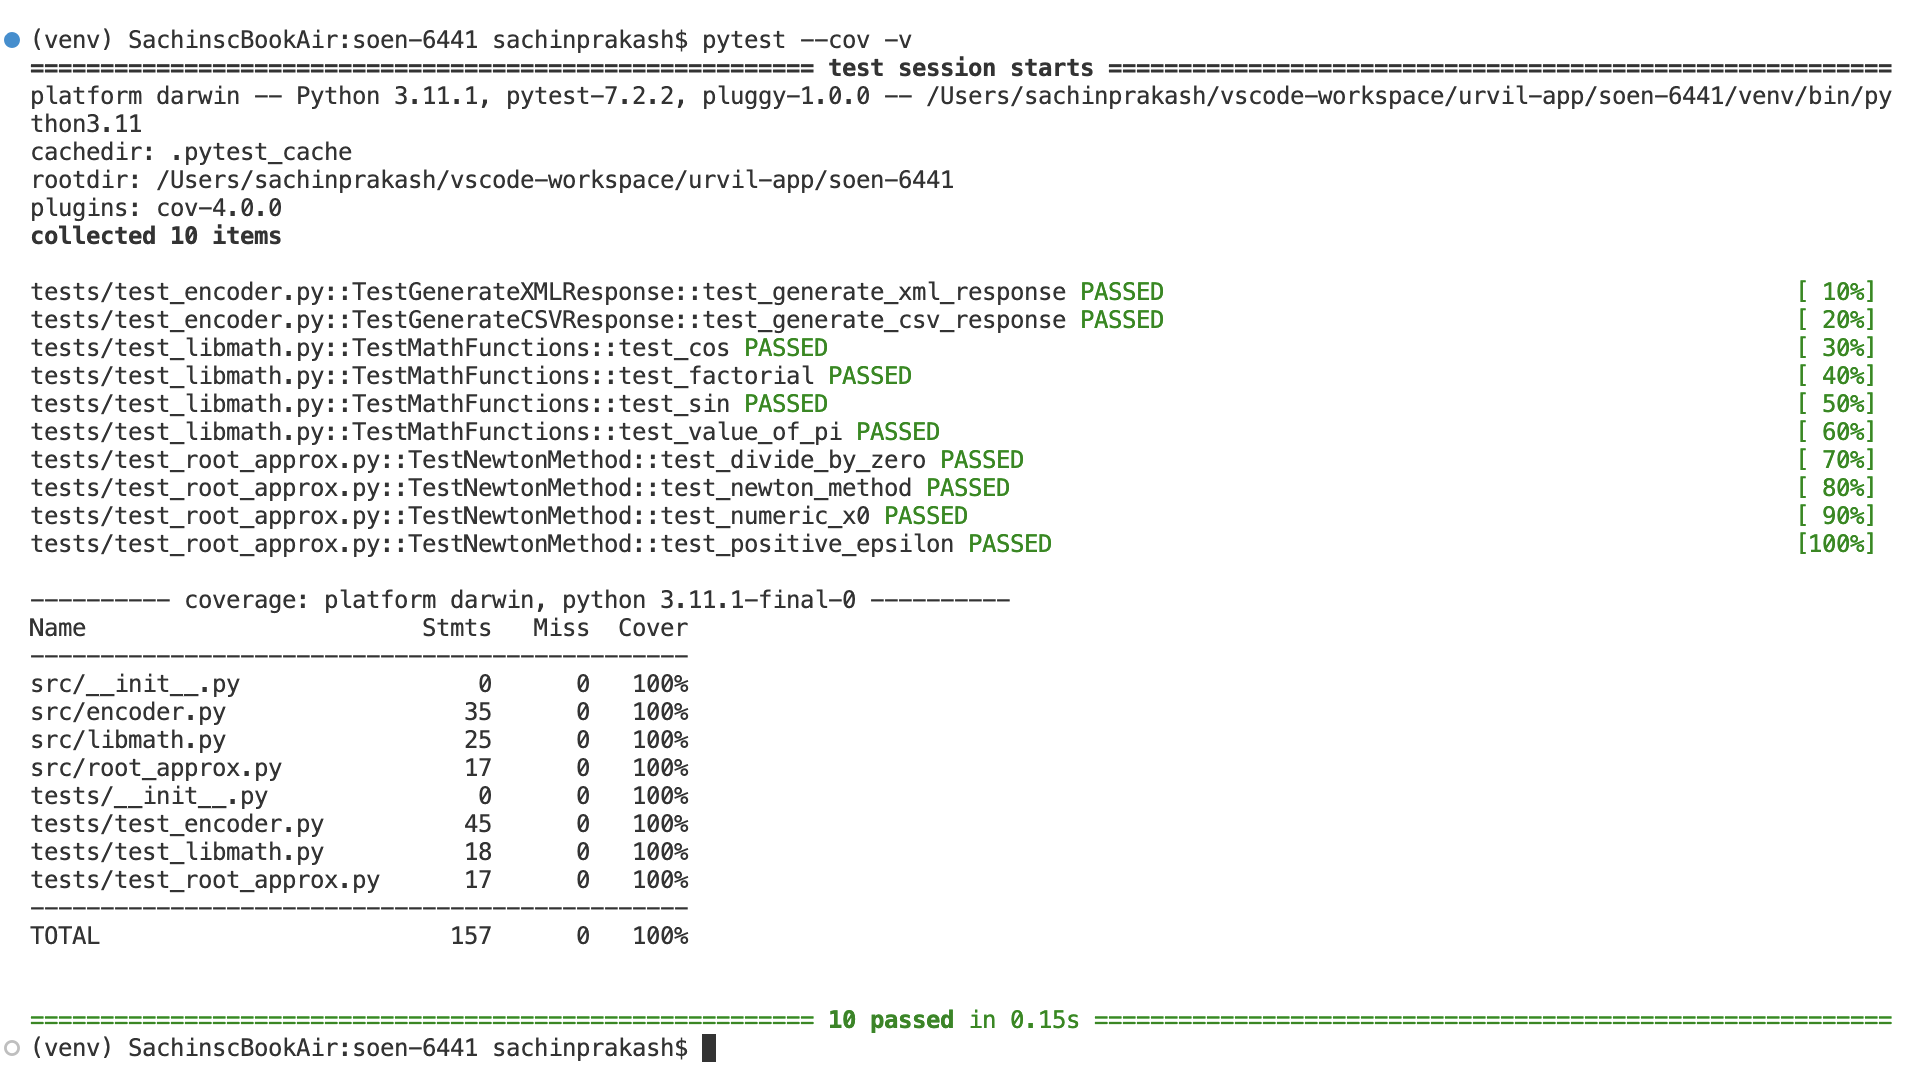 (venv) SachinscBookAir:soen-6441 sachinprakash$ pytest --cov -v
======================================================== test session starts ========================================================
platform darwin -- Python 3.11.1, pytest-7.2.2, pluggy-1.0.0 -- /Users/sachinprakash/vscode-workspace/urvil-app/soen-6441/venv/bin/py
thon3.11
cachedir: .pytest_cache
rootdir: /Users/sachinprakash/vscode-workspace/urvil-app/soen-6441
plugins: cov-4.0.0
collected 10 items

tests/test_encoder.py::TestGenerateXMLResponse::test_generate_xml_response PASSED [ 10%]
tests/test_encoder.py::TestGenerateCSVResponse::test_generate_csv_response PASSED [ 20%]
tests/test_libmath.py::TestMathFunctions::test_cos PASSED [ 30%]
tests/test_libmath.py::TestMathFunctions::test_factorial PASSED [ 40%]
tests/test_libmath.py::TestMathFunctions::test_sin PASSED [ 50%]
tests/test_libmath.py::TestMathFunctions::test_value_of_pi PASSED [ 60%]
tests/test_root_approx.py::TestNewtonMethod::test_divide_by_zero PASSED [ 70%]
tests/test_root_approx.py::TestNewtonMethod::test_newton_method PASSED [ 80%]
tests/test_root_approx.py::TestNewtonMethod::test_numeric_x0 PASSED [ 90%]
tests/test_root_approx.py::TestNewtonMethod::test_positive_epsilon PASSED [100%]

---------- coverage: platform darwin, python 3.11.1-final-0 ----------
Name                        Stmts   Miss  Cover
-----------------------------------------------
src/__init__.py                 0      0   100%
src/encoder.py                 35      0   100%
src/libmath.py                 25      0   100%
src/root_approx.py             17      0   100%
tests/__init__.py               0      0   100%
tests/test_encoder.py          45      0   100%
tests/test_libmath.py          18      0   100%
tests/test_root_approx.py      17      0   100%
-----------------------------------------------
TOTAL                         157      0   100%

======================================================== 10 passed in 0.15s =========================================================
(venv) SachinscBookAir:soen-6441 sachinprakash$